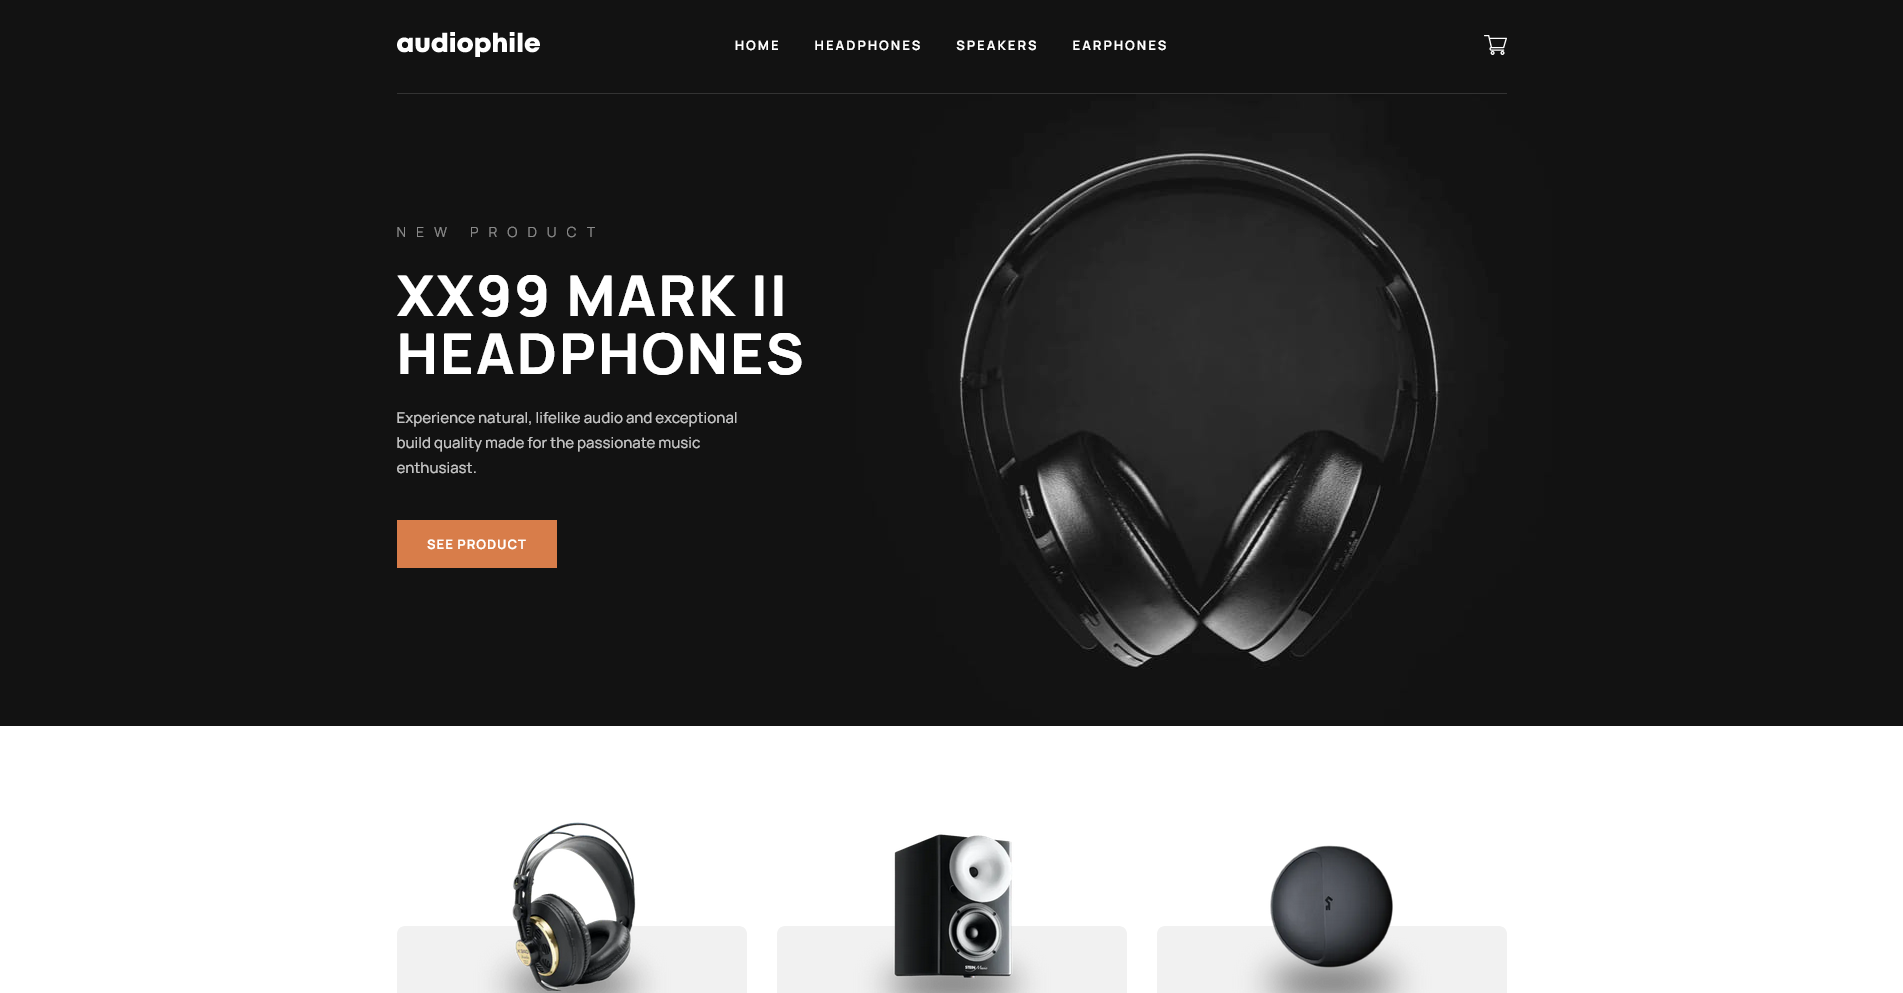 audiophile
HOME HEADPHONES SPEAKERS EARPHONES
NEW PRODUCT
XX99 MARK II
HEADPHONES
Experience natural, lifelike audio and exceptional
build quality made for the passionate music
enthusiast.
SEE PRODUCT